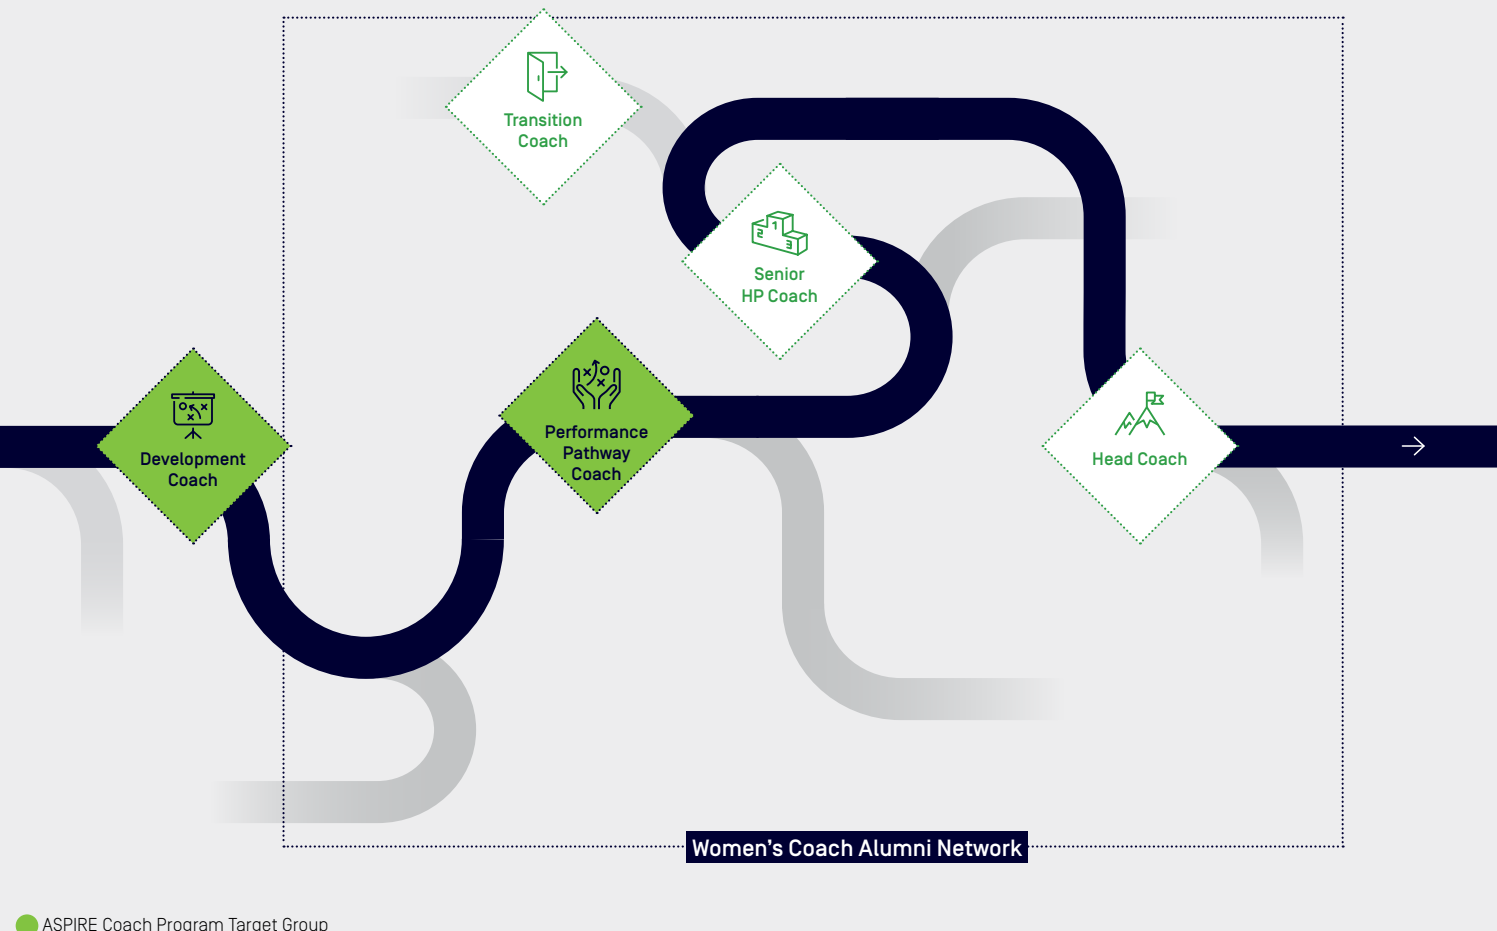 Transition
Coach
Senior
HP Coach
Performance
Pathway
Coach
Development
Coach
Head Coach
Women's Coach Alumni Network
ASPIRE Coach Program Target Group